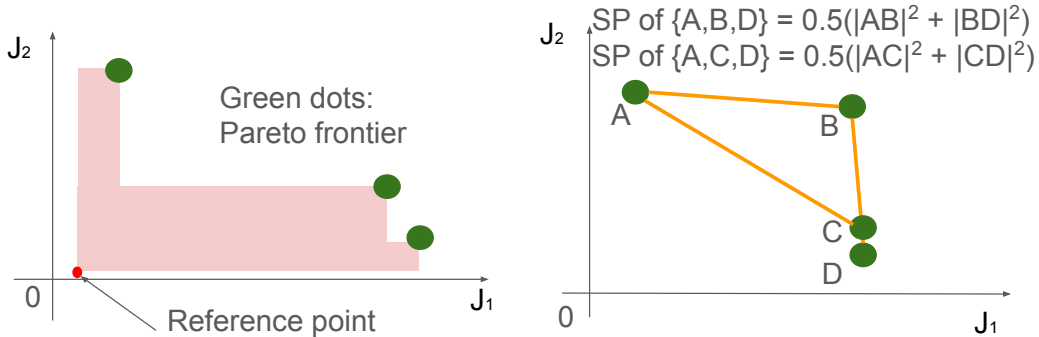 J₂
Green dots:
Pareto frontier
0
J₁
Reference point
SP of {A,B,D} = 0.5(|AB|² + |BD|²)
SP of {A,C,D} = 0.5(|AC|² + |CD|²)
J₂
A
B
C
D
0
J₁